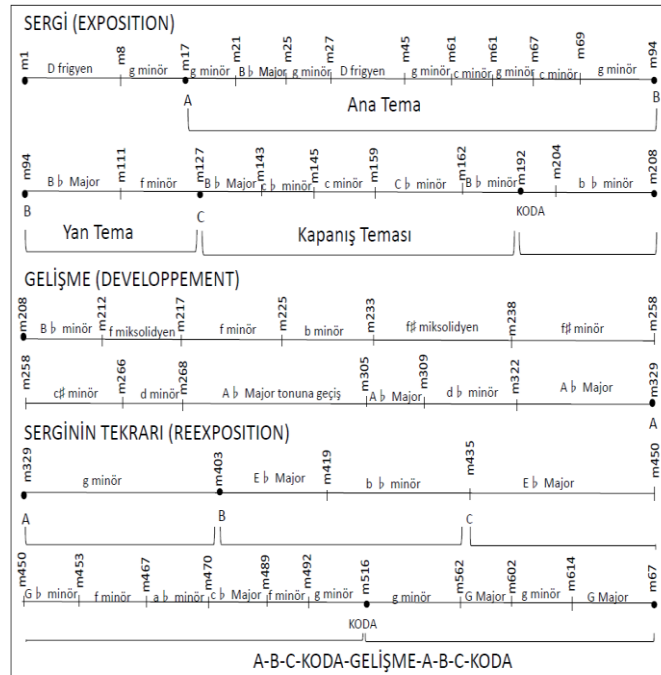 SERGİ (EXPOSITION)
m1 m8 m17 m21 m25 m27 m45 m61 m61 m67 m69 m94
D frigyen g minör g minör B♭ Major g minör D frigyen g minör c minör g minör c minör g minör
A B
Ana Tema
m94 m111 m127 m143 m145 m159 m162 m192 m204 m208
B♭ Major f minör B♭ Major c♭ minör c minör C♭ minör B♭ minör b♭ minör
B C KODA
Yan Tema Kapanış Teması
GELİŞME (DEVELOPPEMENT)
m208 m212 m217 m225 m233 m238 m258
B♭ minör f miksolidyen f minör b minör f# miksolidyen f# minör
m258 m266 m268 m305 m309 m322 m329
c# minör d minör A♭ Major tonuna geçiş A♭ Major d♭ minör A♭ Major
A
SERGİNİN TEKRARI (REEXPOSITION)
m329 m403 m419 m435 m450
g minör E♭ Major b♭ minör E♭ Major
A B C
m450 m453 m467 m470 m489 m492 m516 m562 m602 m614 m67
G♭ minör f minör a♭ minör c♭ Major f minör g minör g minör G Major g minör G Major
KODA
A-B-C-KODA-GELİŞME-A-B-C-KODA